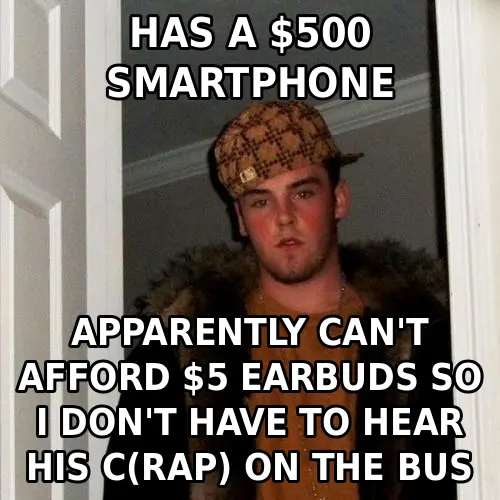 HAS A $500
SMARTPHONE
APPARENTLY CAN'T
AFFORD $5 EARBUDS SO
I DON'T HAVE TO HEAR
HIS C(RAP) ON THE BUS